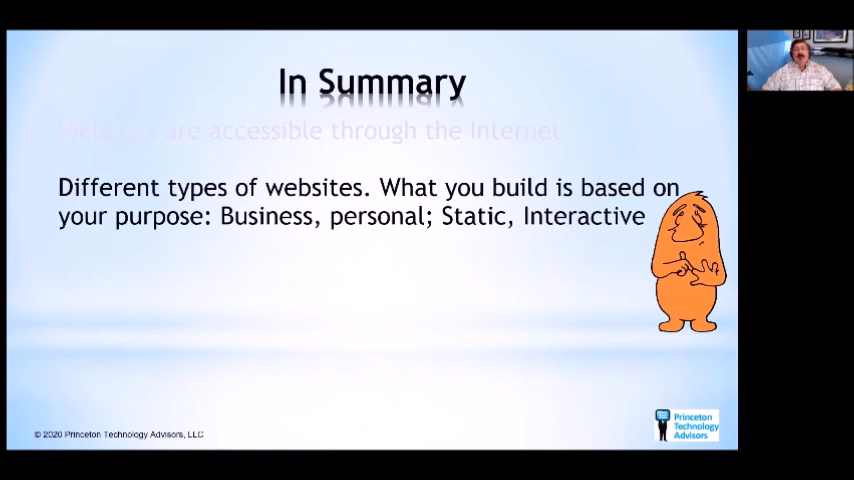 In Summary
Websites are accessible through the Internet
Different types of websites. What you build is based on
your purpose: Business, personal; Static, Interactive
© 2020 Princeton Technology Advisors, LLC
Princeton
Technology
Advisors